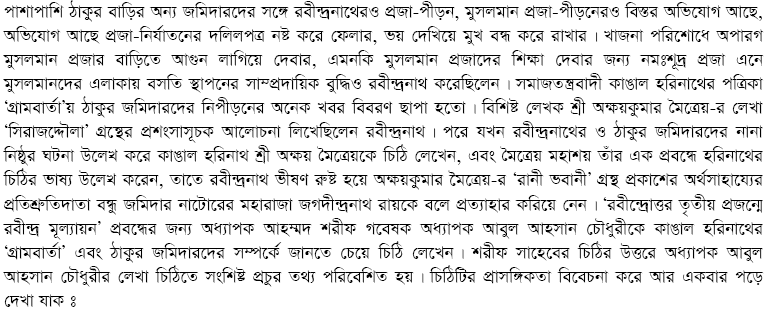 পাশাপাশি ঠাকুর বাড়ির অন্য জমিদারদের সঙ্গে রবীন্দ্রনাথেরও প্রজা-পীড়ন, মুসলমান প্রজা-পীড়নেরও বিস্তর অভিযোগ আছে,
অভিযোগ আছে প্রজা-নির্যাতনের দলিলপত্র নষ্ট করে ফেলার, ভয় দেখিয়ে মুখ বন্ধ করে রাখার। খাজনা পরিশোধে অপারগ
মুসলমান প্রজার বাড়িতে আগুন লাগিয়ে দেবার, এমনকি মুসলমান প্রজাদের শিক্ষা দেবার জন্য নমঃশূদ্র প্রজা এনে
মুসলমানদের এলাকায় বসতি স্থাপনের সাম্প্রদায়িক বুদ্ধিও রবীন্দ্রনাথ করেছিলেন। সমাজতন্ত্রবাদী কাঙাল হরিনাথের পত্রিকা
'গ্রামবার্তা'য় ঠাকুর জমিদারদের নিপীড়নের অনেক খবর বিবরণ ছাপা হতো। বিশিষ্ট লেখক শ্রী অক্ষয়কুমার মৈত্রেয়-র লেখা
'সিরাজদ্দৌলা' গ্রন্থের প্রশংসাসূচক আলোচনা লিখেছিলেন রবীন্দ্রনাথ। পরে যখন রবীন্দ্রনাথের ও ঠাকুর জমিদারদের নানা
নিষ্ঠুর ঘটনা উলেখ করে কাঙাল হরিনাথ শ্রী অক্ষয় মৈত্রেয়কে চিঠি লেখেন, এবং মৈত্রেয় মহাশয় তাঁর এক প্রবন্ধে হরিনাথের
চিঠির ভাষ্য উলেখ করেন, তাতে রবীন্দ্রনাথ ভীষণ রুষ্ট হয়ে অক্ষয়কুমার মৈত্রেয়-র 'রানী ভবানী' গ্রন্থ প্রকাশের অর্থসাহায্যের
প্রতিশ্রুতিদাতা বন্ধু জমিদার নাটোরের মহারাজা জগদীন্দ্রনাথ রায়কে বলে প্রত্যাহার করিয়ে নেন। 'রবীন্দ্রোত্তর তৃতীয় প্রজন্মে
রবীন্দ্র মূল্যায়ন' প্রবন্ধের জন্য অধ্যাপক আহমদ শরীফ গবেষক অধ্যাপক আবুল আহসান চৌধুরীকে কাঙাল হরিনাথের
'গ্রামবার্তা' এবং ঠাকুর জমিদারদের সম্পর্কে জানতে চেয়ে চিঠি লেখেন। শরীফ সাহেবের চিঠির উত্তরে অধ্যাপক আবুল
আহসান চৌধুরীর লেখা চিঠিতে সংশিষ্ট প্রচুর তথ্য পরিবেশিত হয়। চিঠিটির প্রাসঙ্গিকতা বিবেচনা করে আর একবার পড়ে
দেখা যাক ঃ